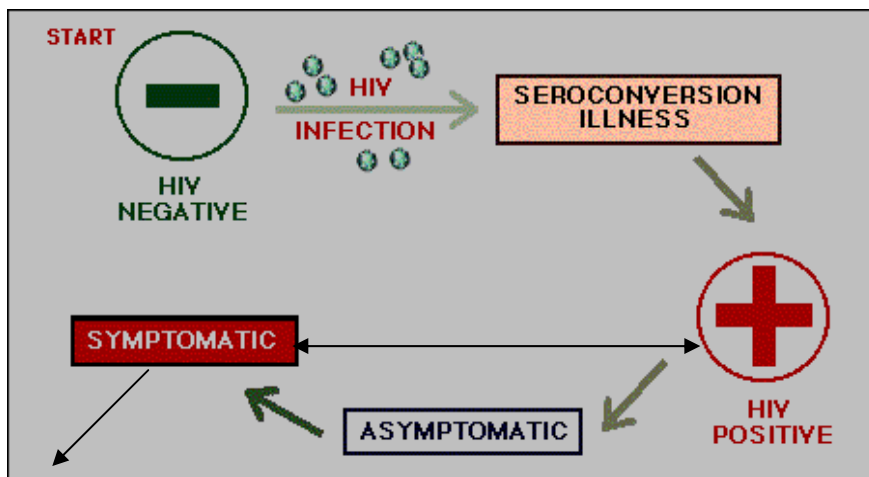 START
HIV
INFECTION
SEROCONVERSION
ILLNESS
HIV
NEGATIVE
SYMPTOMATIC
ASYMPTOMATIC
HIV
POSITIVE